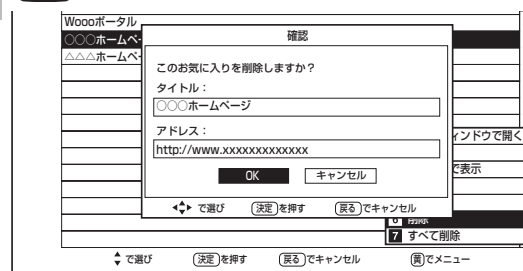 Woooポータル
○○○ホームペー
△△△ホームペー
確認
このお気に入りを削除しますか？
タイトル：
○○○ホームページ
アドレス：
http://www.xxxxxxxxxxxxx
OK キャンセル
で選び 決定を押す 戻るでキャンセル
ィンドウで開く
で表示
6 削除
7 すべて削除
で選び 決定を押す 戻るでキャンセル 黄でメニュー